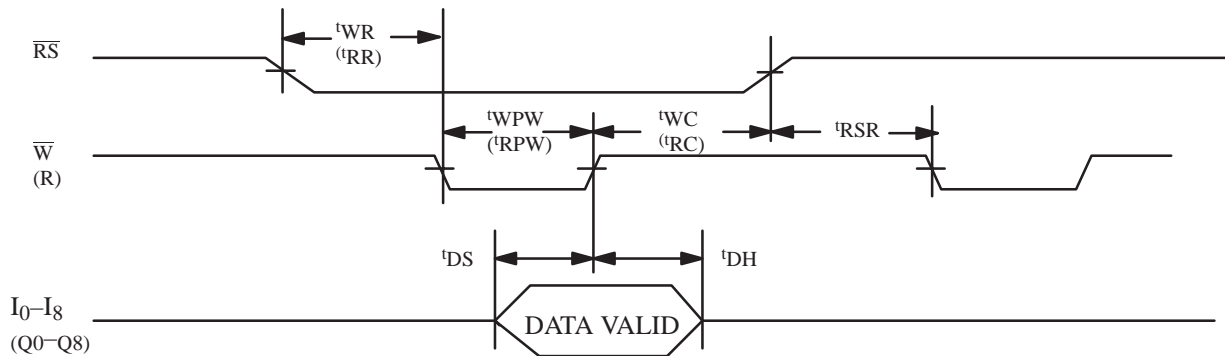 tWR
(tRR)
RS
tWPW
(tRPW)
tWC
(tRC)
tRSR
W
(R)
tDS
tDH
I0–I8
(Q0–Q8)
DATA VALID